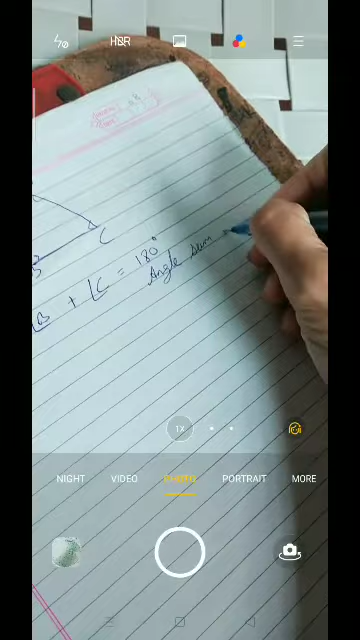 HDR
C
B
∠B + ∠C = 180°
Angle sum
1X
NIGHT VIDEO PHOTO PORTRAIT MORE